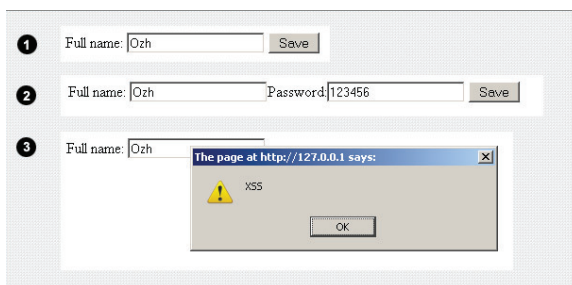 1 Full name: Ozh Save
2 Full name: Ozh Password: 123456 Save
3 Full name: Ozh
The page at http://127.0.0.1 says:
XSS
OK